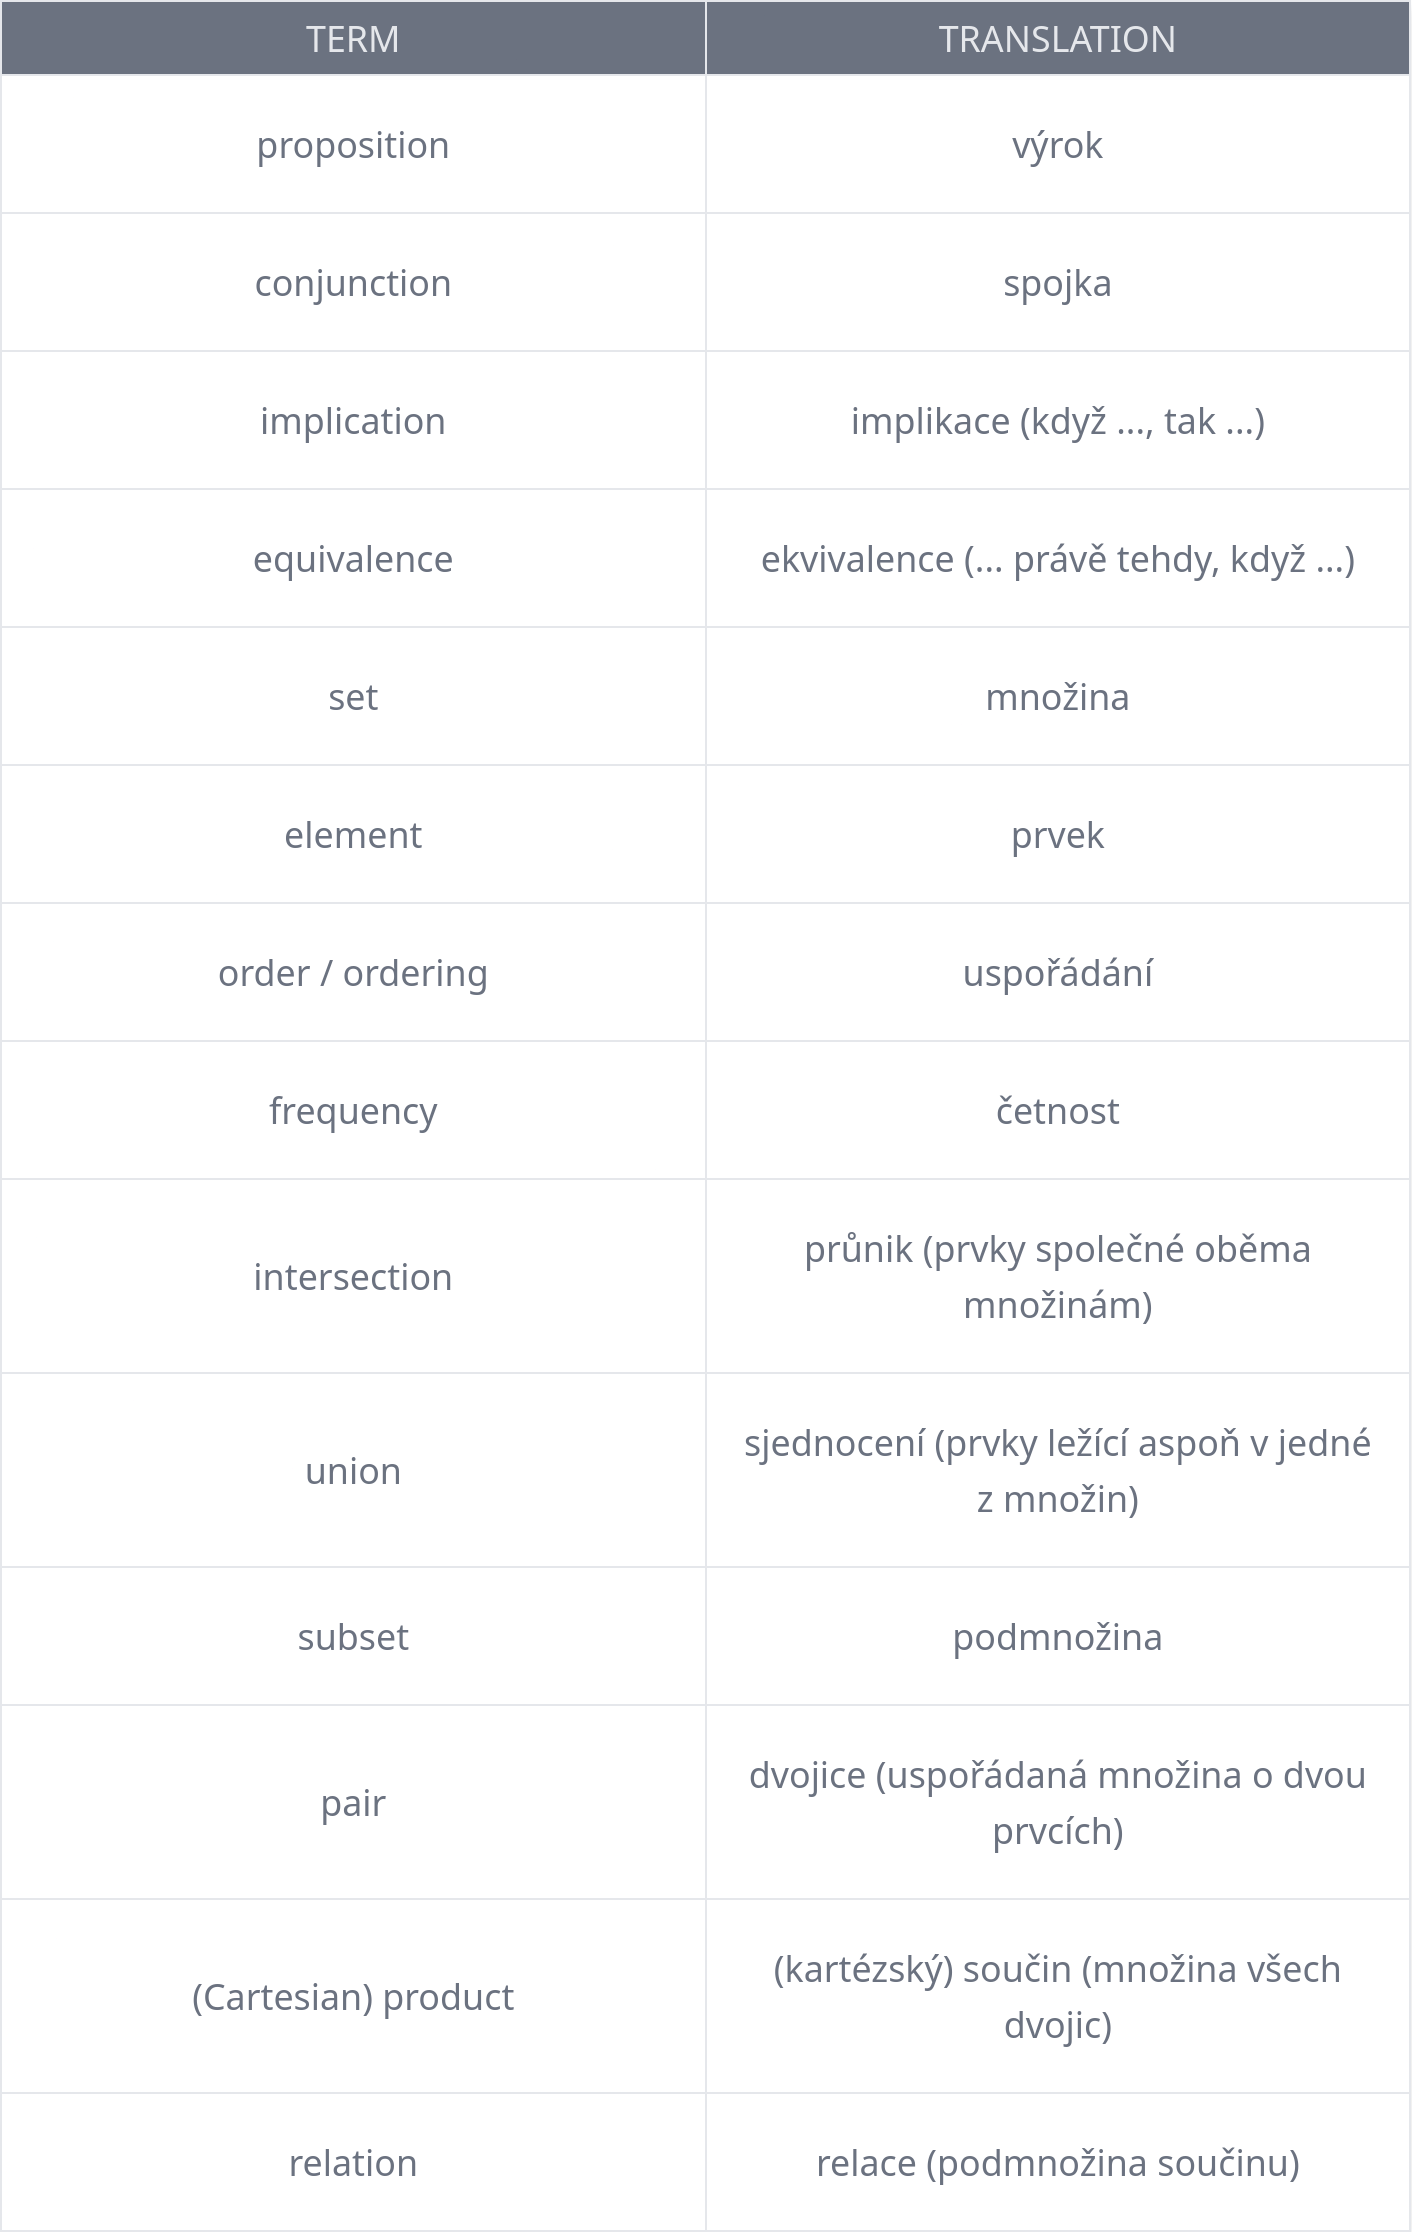 TERM TRANSLATION
proposition výrok
conjunction spojka
implication implikace (když ..., tak ...)
equivalence ekvivalence (... právě tehdy, když ...)
set množina
element prvek
order / ordering uspořádání
frequency četnost
intersection průnik (prvky společné oběma
množinám)
union sjednocení (prvky ležící aspoň v jedné
z množin)
subset podmnožina
pair dvojice (uspořádaná množina o dvou
prvcích)
(Cartesian) product (kartézský) součin (množina všech
dvojic)
relation relace (podmnožina součinu)